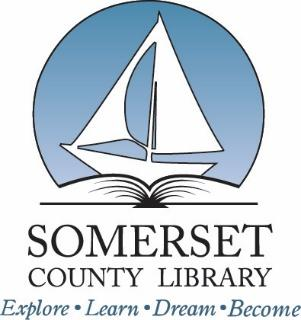 SOMERSET
COUNTY LIBRARY
Explore • Learn • Dream • Become